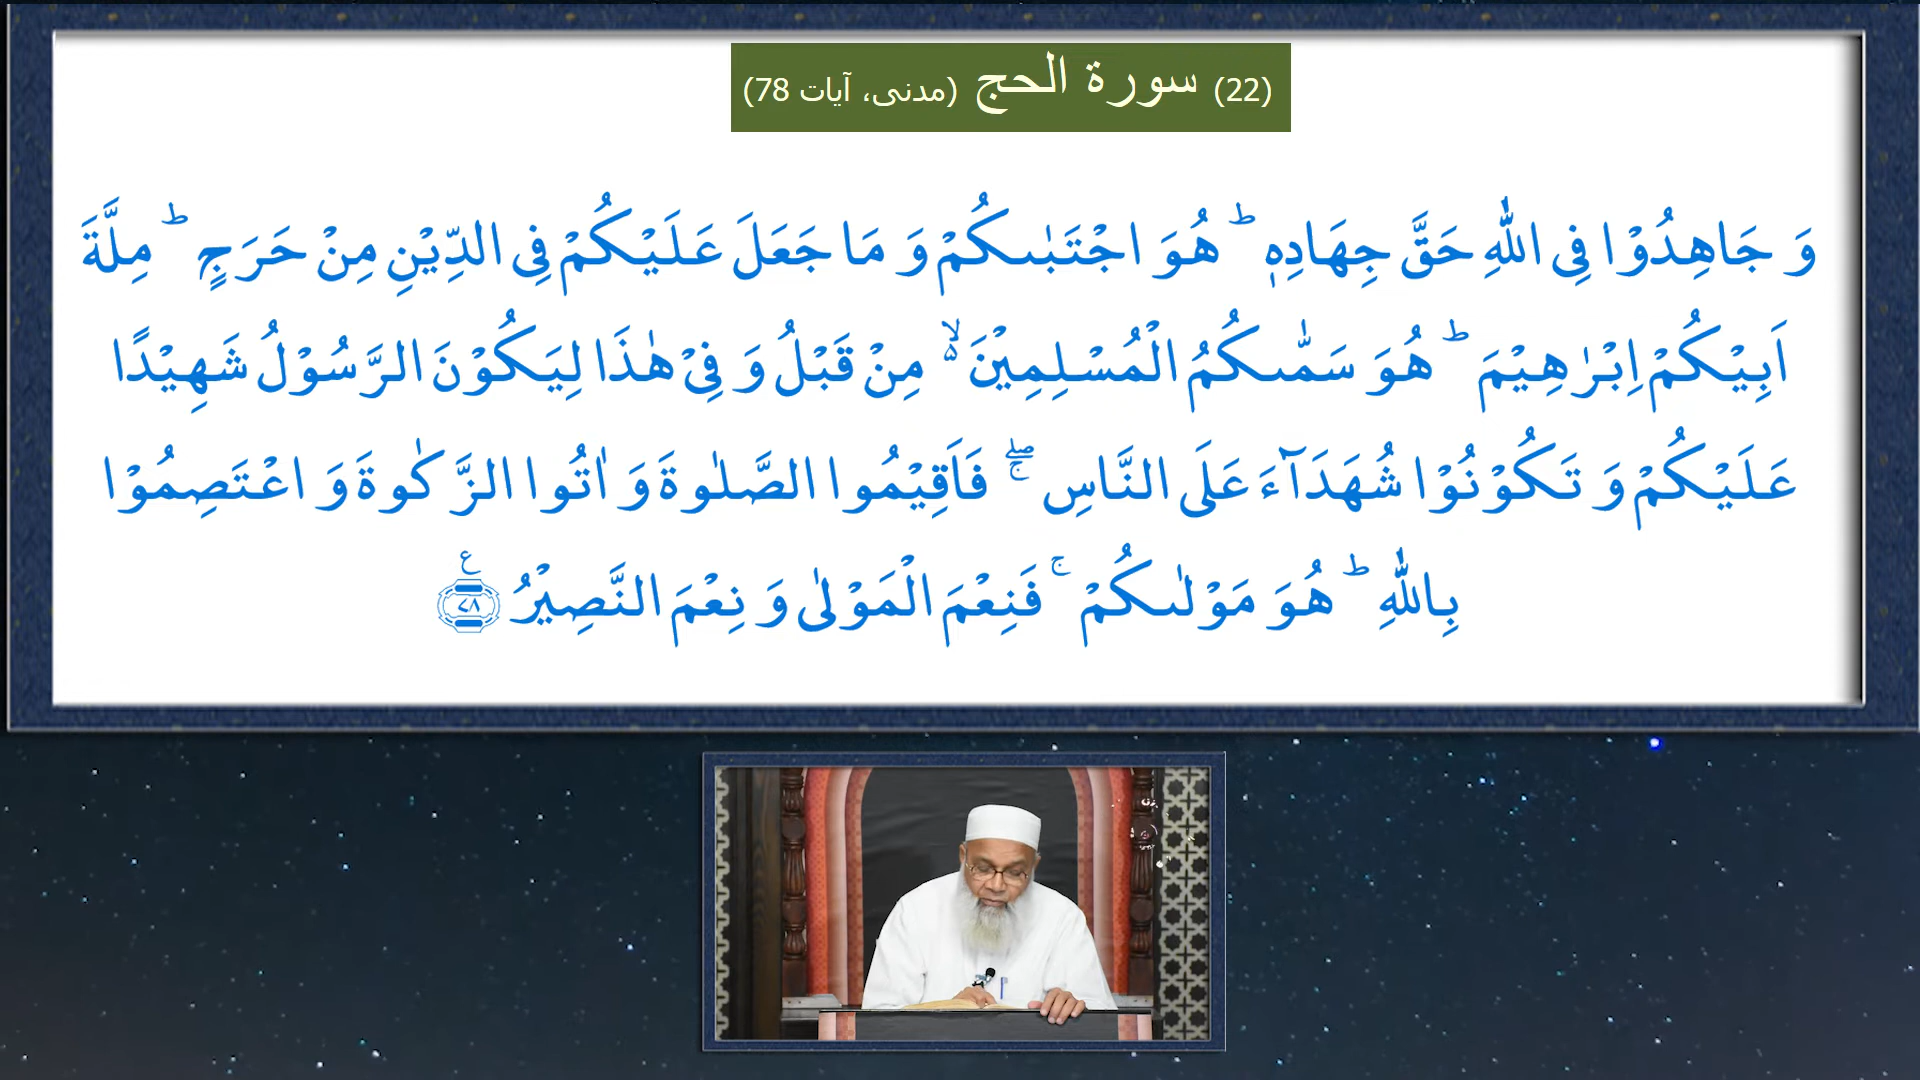 (22) سورة الحج (مدنی، آیات 78)
وَ جَاهِدُوْا فِی اللّٰهِ حَقَّ جِهَادِهٖ ؕ هُوَ اجْتَبٰىكُمْ وَ مَا جَعَلَ عَلَیْكُمْ فِی الدِّیْنِ مِنْ حَرَجٍ ؕ مِلَّةَ
اَبِیْكُمْ اِبْرٰهِیْمَ ؕ هُوَ سَمّٰىكُمُ الْمُسْلِمِیْنَ ۙ۬ مِنْ قَبْلُ وَ فِیْ هٰذَا لِیَكُوْنَ الرَّسُوْلُ شَهِیْدًا
عَلَیْكُمْ وَ تَكُوْنُوْا شُهَدَآءَ عَلَی النَّاسِ ۖۚ فَاَقِیْمُوا الصَّلٰوةَ وَ اٰتُوا الزَّكٰوةَ وَ اعْتَصِمُوْا
بِاللّٰهِ ؕ هُوَ مَوْلٰىكُمْ ۚ فَنِعْمَ الْمَوْلٰی وَ نِعْمَ النَّصِیْرُ ۠﴿۷۸﴾